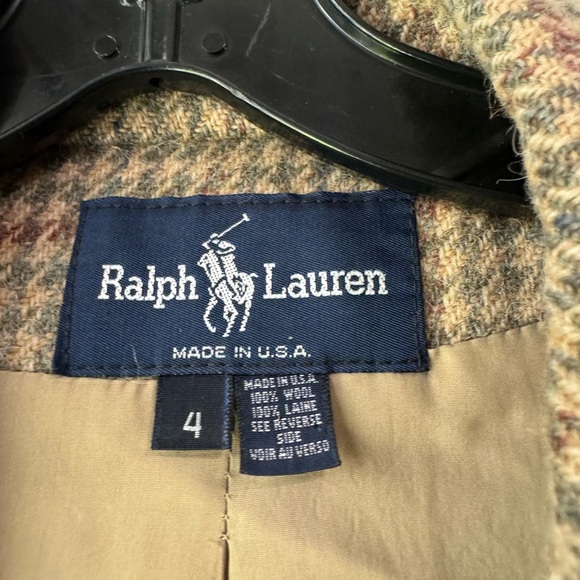 Ralph Lauren
MADE IN U.S.A.
4
MADE IN U.S.A.
100% WOOL
100% LAINE
SEE REVERSE
SIDE
VOIR AU VERSO